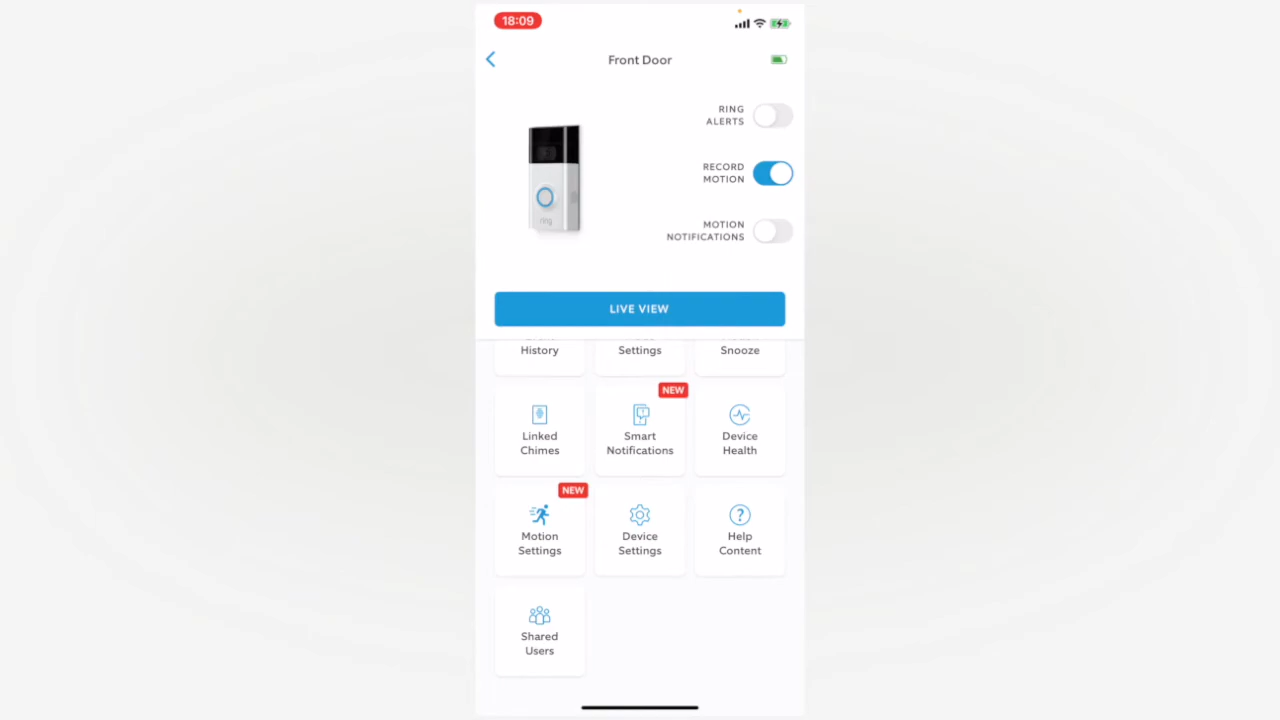 18:09
Front Door
RING
ALERTS
RECORD
MOTION
MOTION
NOTIFICATIONS
ring
LIVE VIEW
History
Settings
Snooze
NEW
Linked
Chimes
Smart
Notifications
Device
Health
NEW
Motion
Settings
Device
Settings
?
Help
Content
Shared
Users